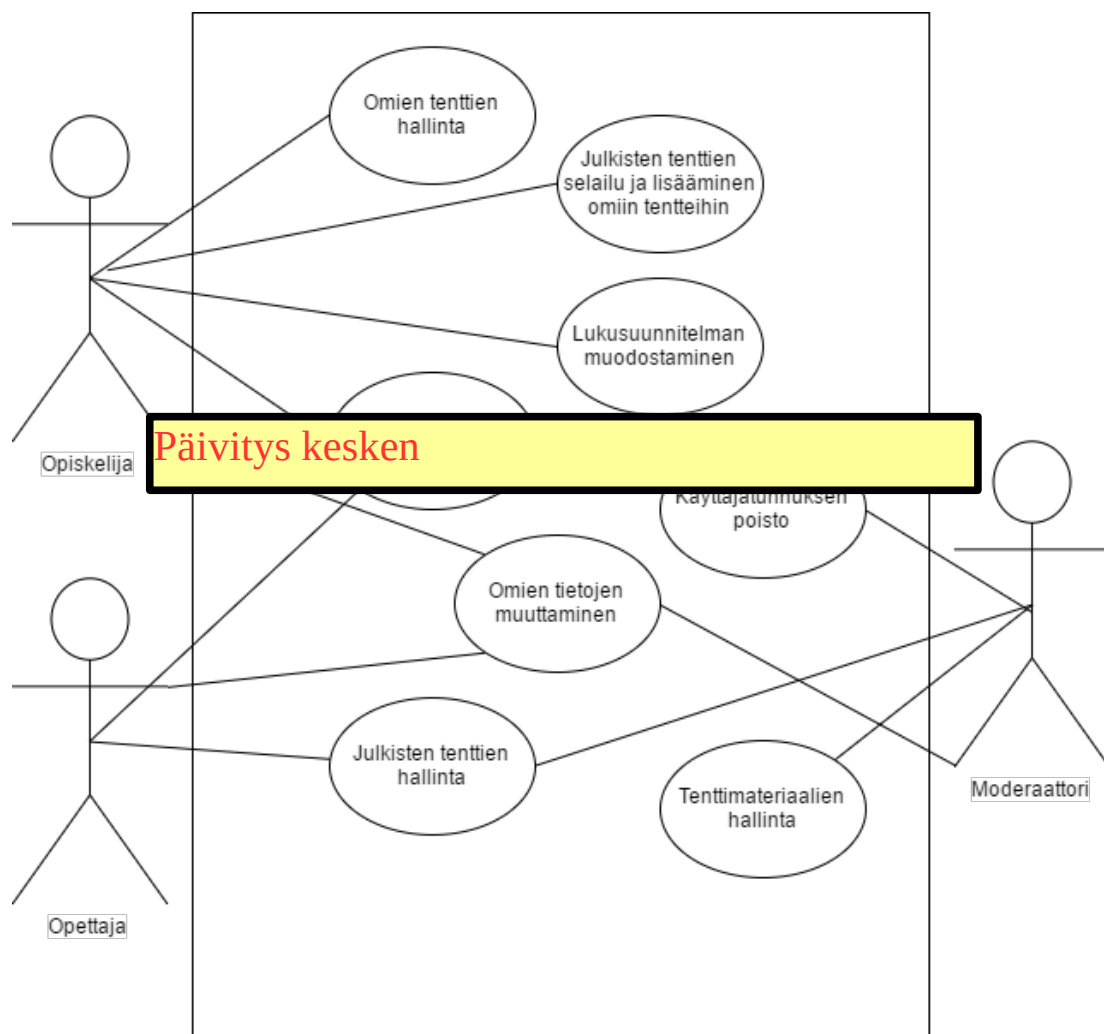 Omien tenttien
hallinta
Julkisten tenttien
selailu ja lisääminen
omiin tentteihin
Lukusuunnitelman
muodostaminen
Päivitys kesken
Opiskelija
Käyttäjätunnuksen
poisto
Omien tietojen
muuttaminen
Julkisten tenttien
hallinta
Tenttimateriaalien
hallinta
Moderaattori
Opettaja